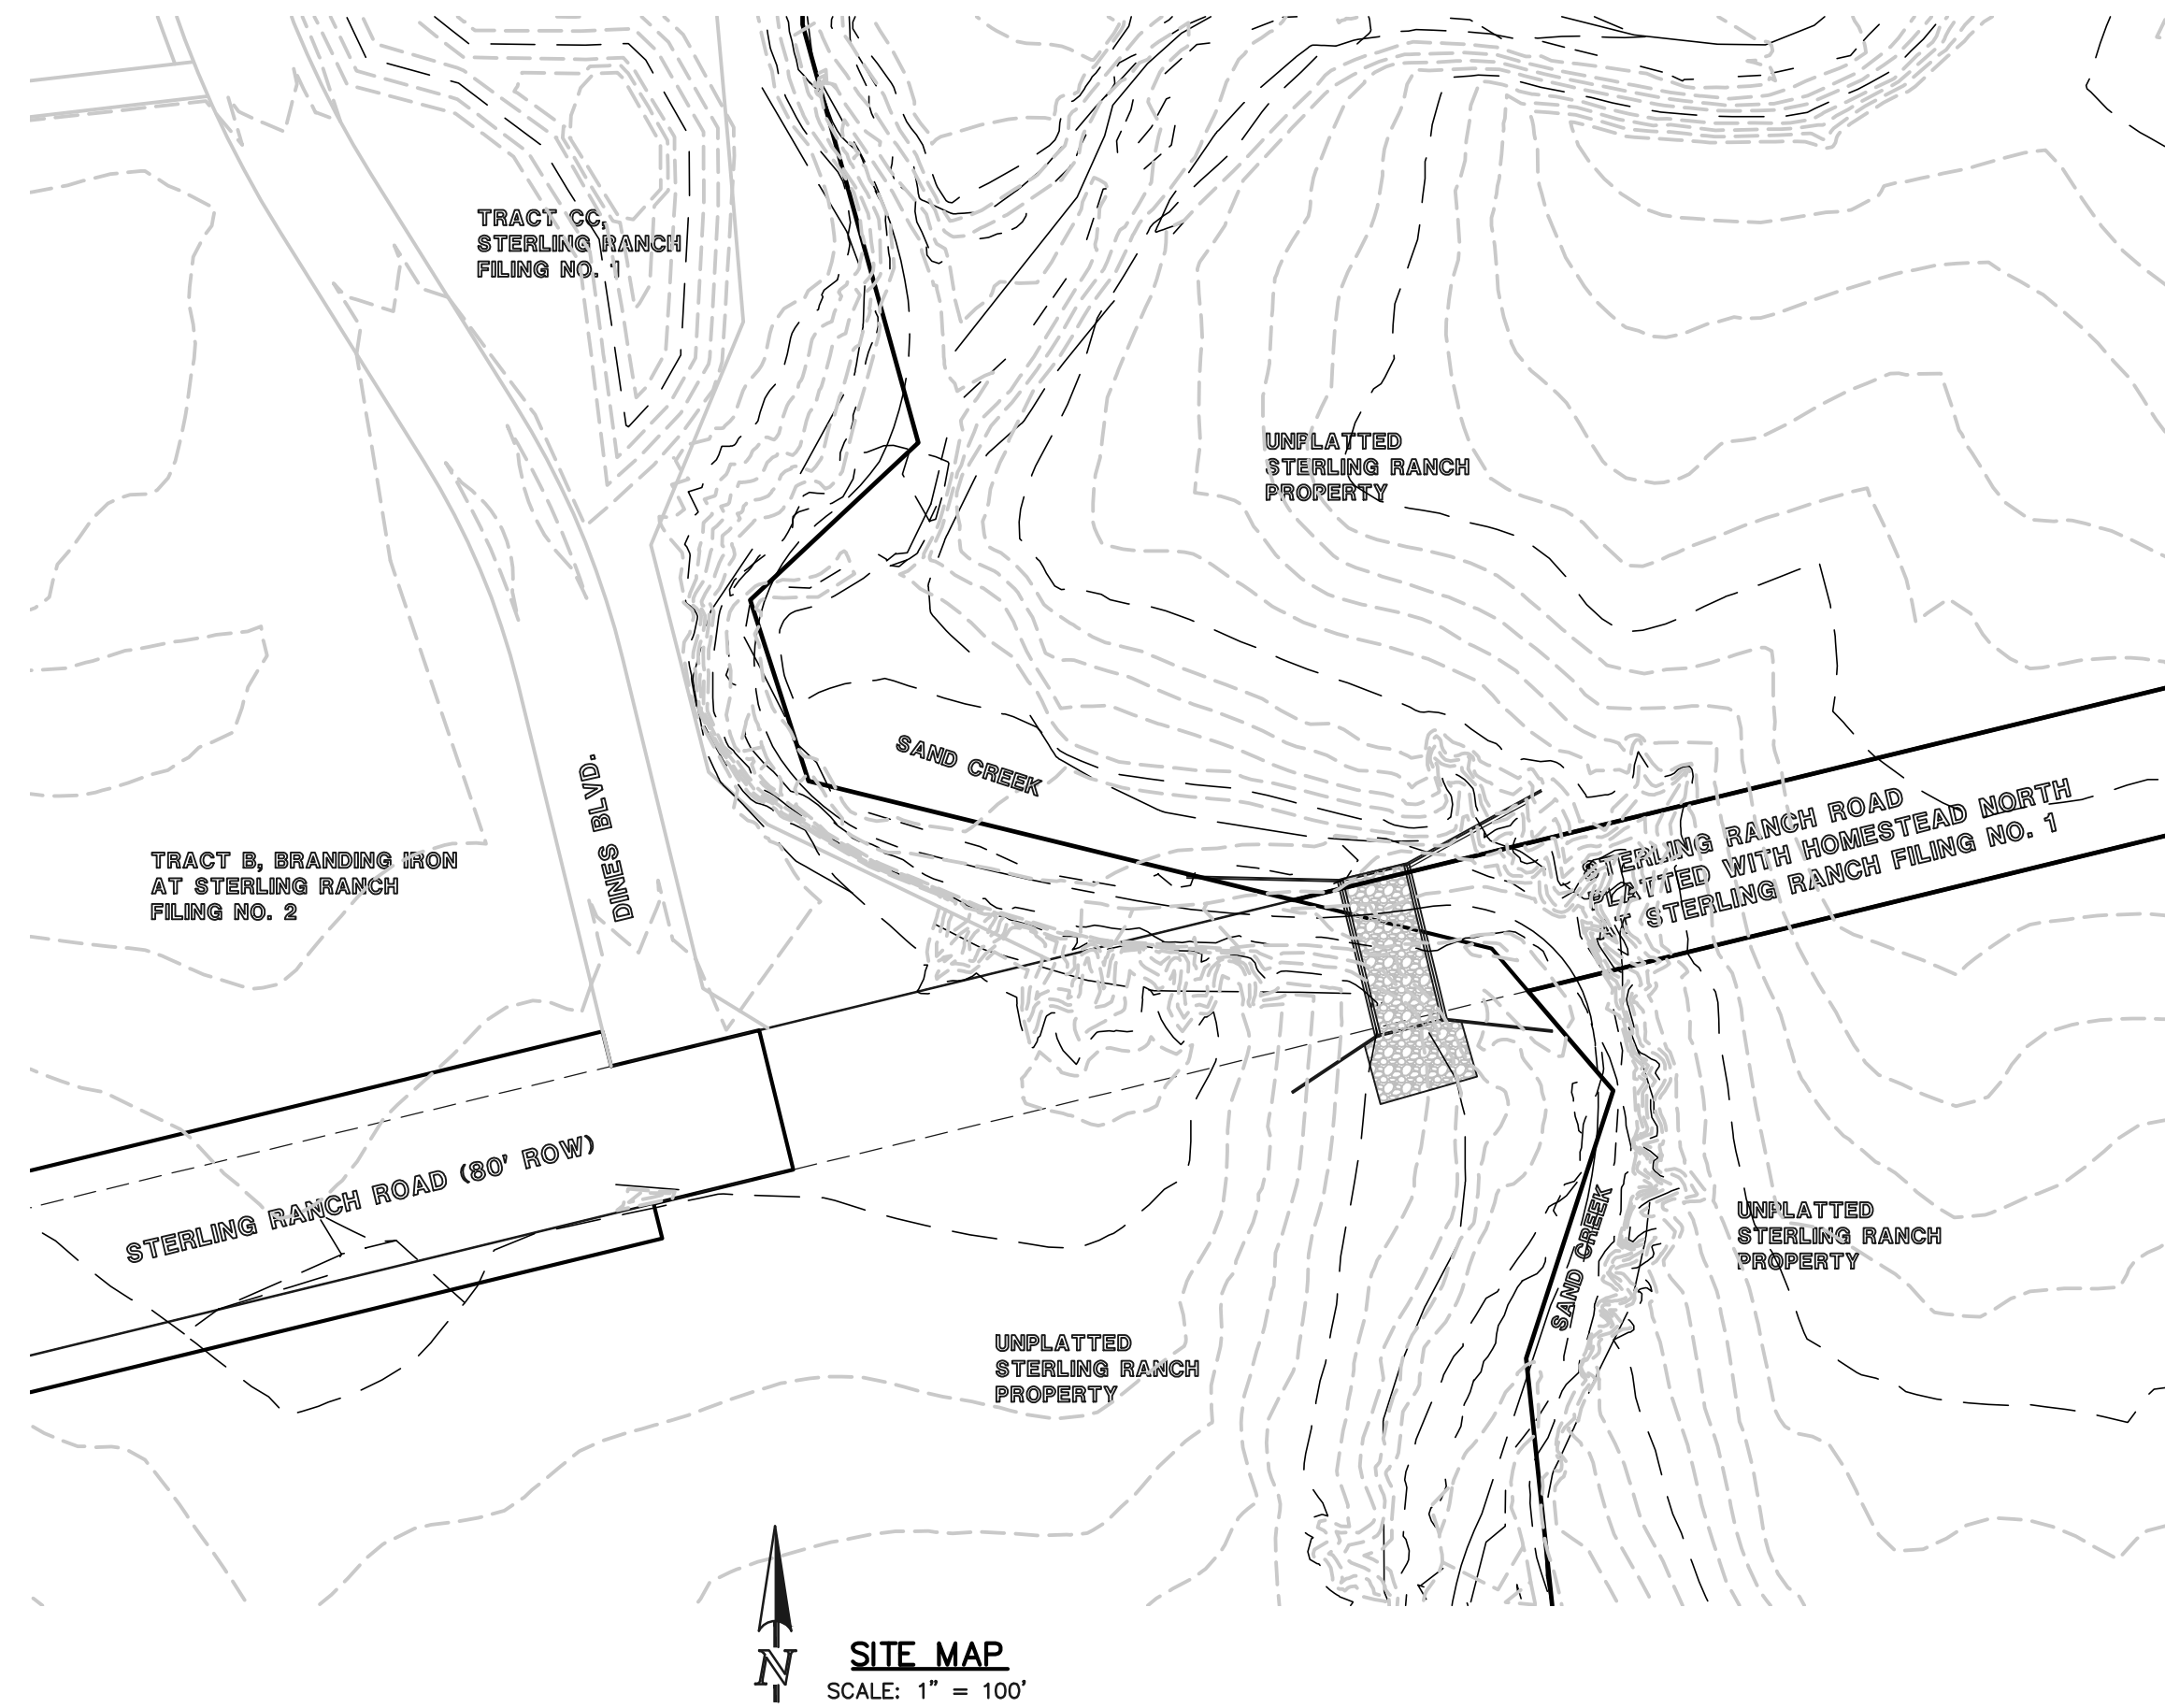 TRACT CC,
STERLING RANCH
FILING NO. 1
UNPLATTED
STERLING RANCH
PROPERTY
SAND CREEK
DINES BLVD.
STERLING RANCH ROAD
PLATTED WITH HOMESTEAD NORTH
AT STERLING RANCH FILING NO. 1
TRACT B, BRANDING IRON
AT STERLING RANCH
FILING NO. 2
STERLING RANCH ROAD (80' ROW)
SAND CREEK
UNPLATTED
STERLING RANCH
PROPERTY
UNPLATTED
STERLING RANCH
PROPERTY
N
SITE MAP
SCALE: 1" = 100'